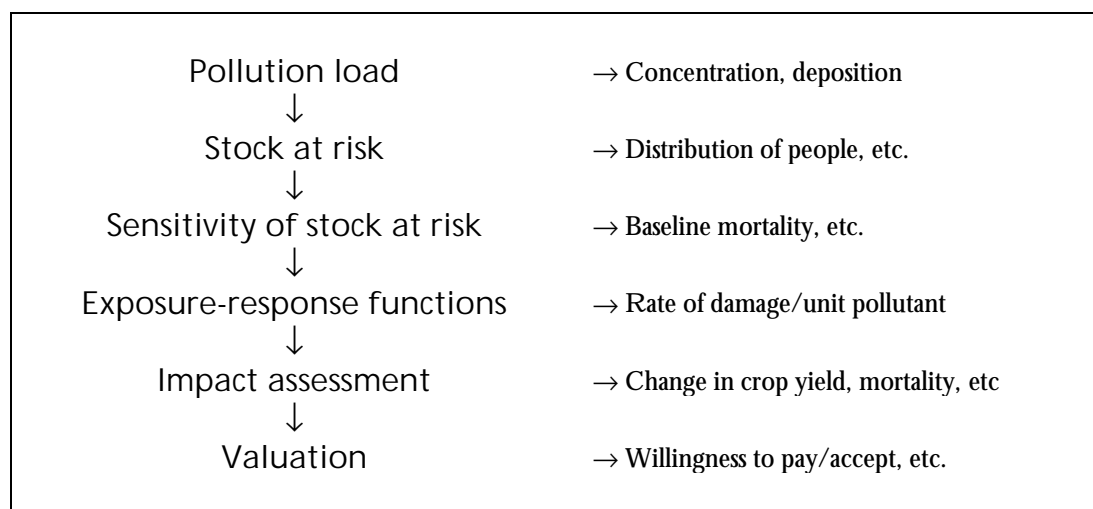 Pollution load → Concentration, deposition
↓
Stock at risk → Distribution of people, etc.
↓
Sensitivity of stock at risk → Baseline mortality, etc.
↓
Exposure-response functions → Rate of damage/unit pollutant
↓
Impact assessment → Change in crop yield, mortality, etc
↓
Valuation → Willingness to pay/accept, etc.